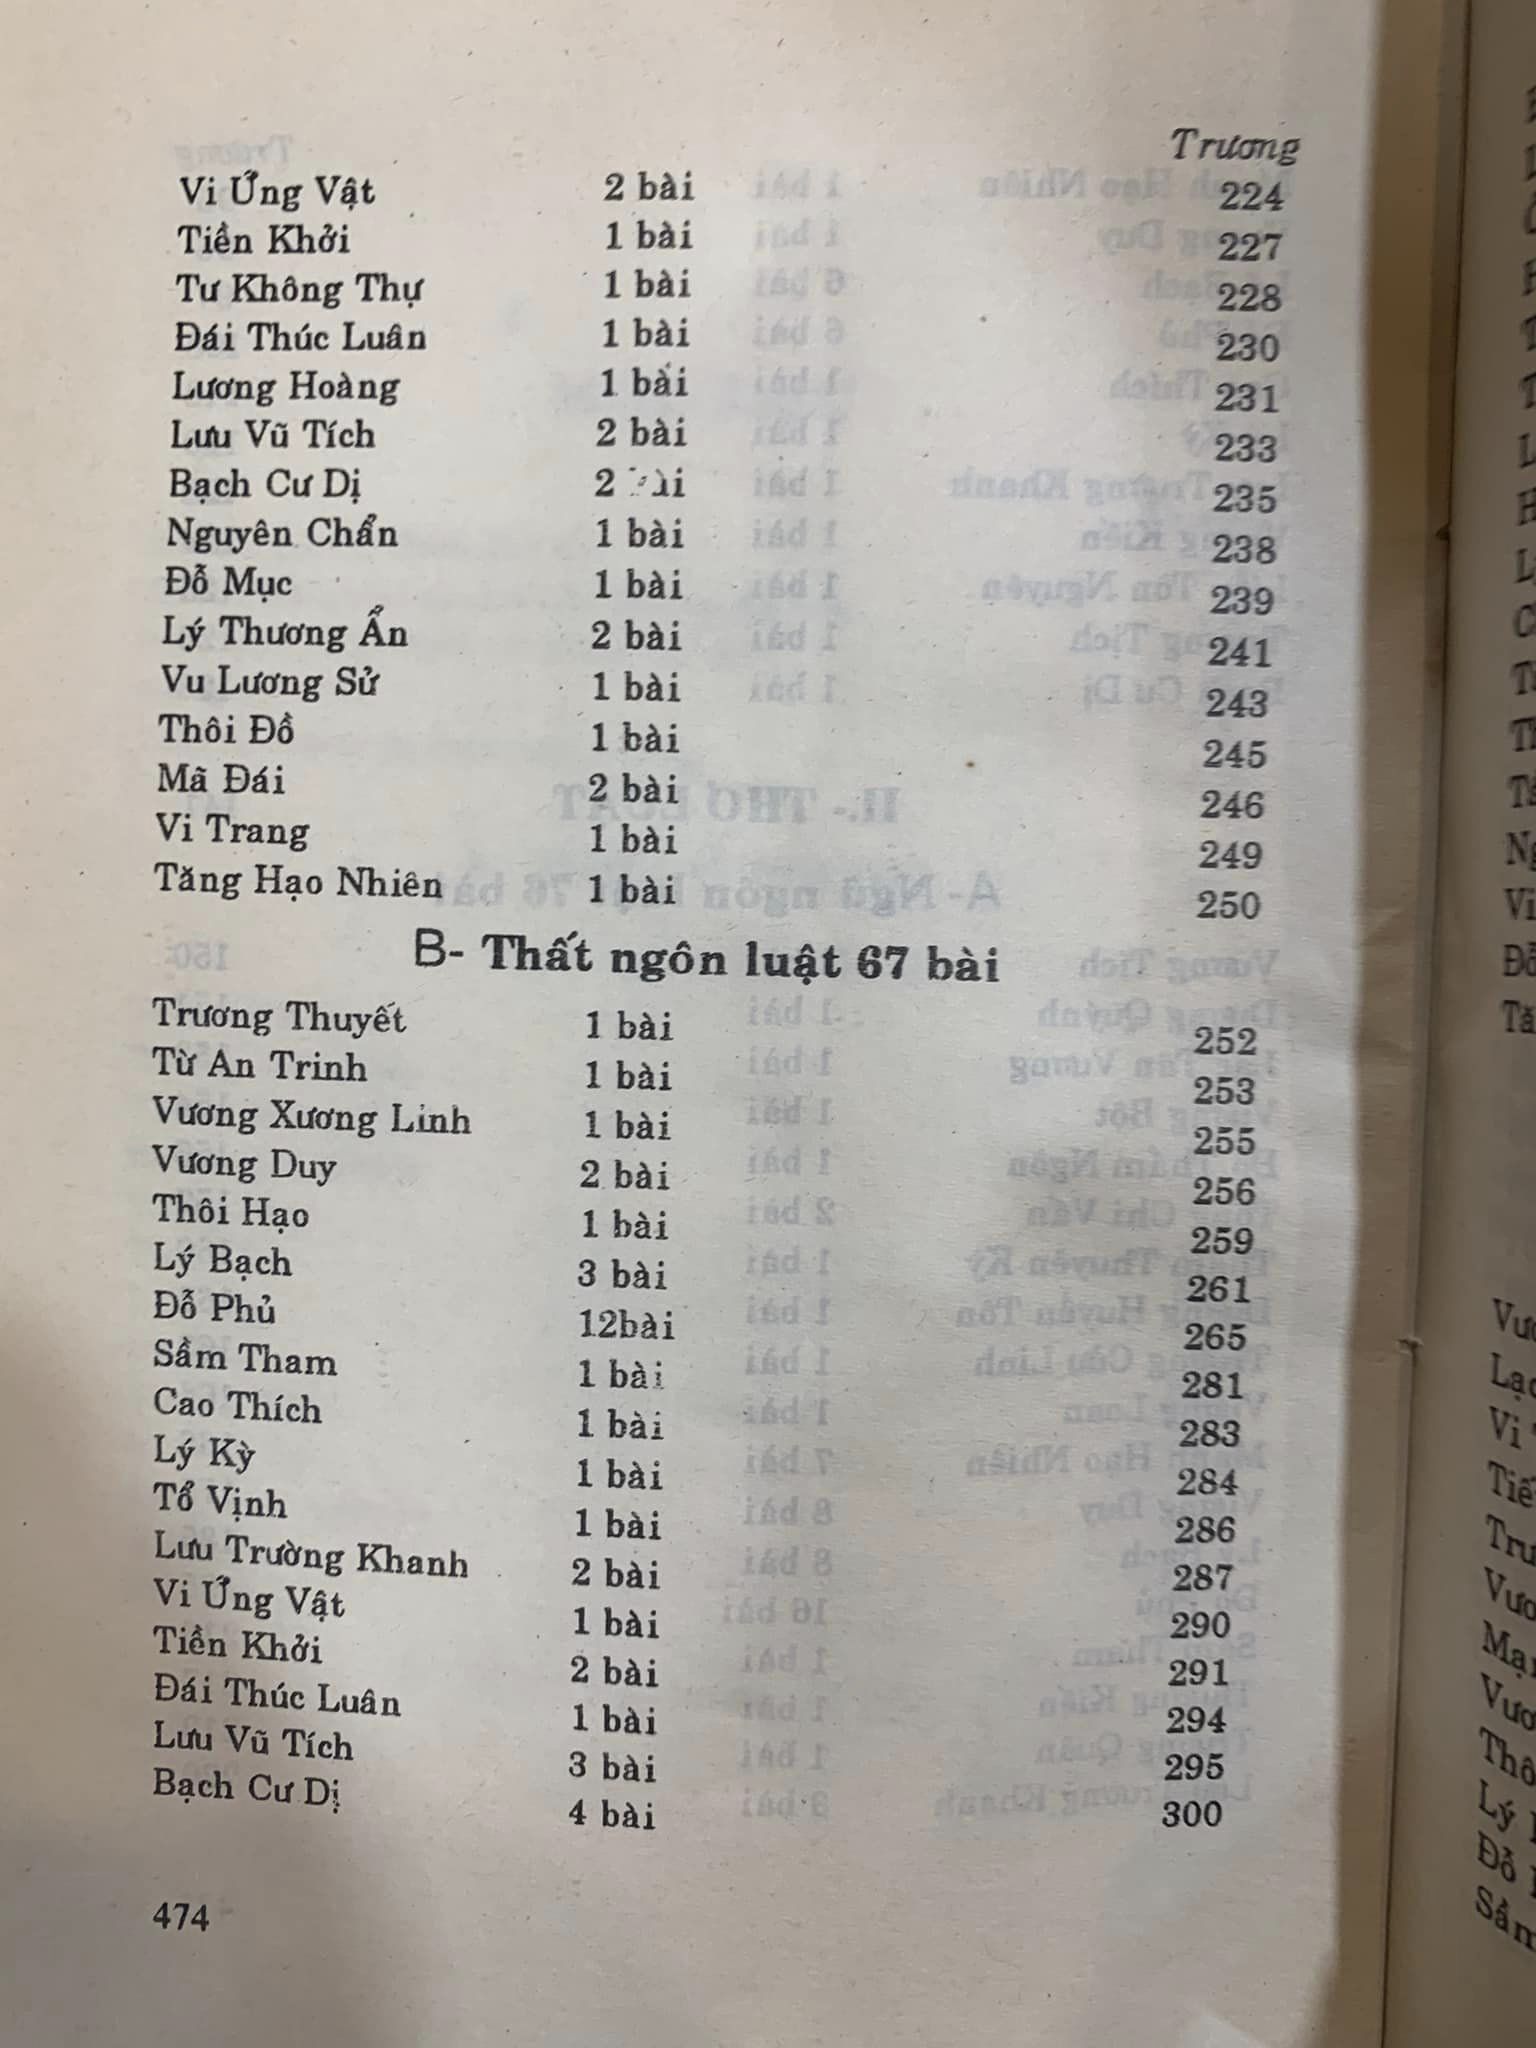 Trương
Vi Ứng Vật 2 bài 224
Tiền Khởi 1 bài 227
Tư Không Thự 1 bài 228
Đái Thúc Luân 1 bài 230
Lương Hoàng 1 bài 231
Lưu Vũ Tích 2 bài 233
Bạch Cư Dị 2 bài 235
Nguyên Chẩn 1 bài 238
Đỗ Mục 1 bài 239
Lý Thương Ẩn 2 bài 241
Vu Lương Sử 1 bài 243
Thôi Đồ 1 bài 245
Mã Đái 2 bài 246
Vi Trang 1 bài 249
Tăng Hạo Nhiên 1 bài 250
B- Thất ngôn luật 67 bài
Trương Thuyết 1 bài 252
Từ An Trinh 1 bài 253
Vương Xương Linh 1 bài 255
Vương Duy 2 bài 256
Thôi Hạo 1 bài 259
Lý Bạch 3 bài 261
Đỗ Phủ 12bài 265
Sầm Tham 1 bài 281
Cao Thích 1 bài 283
Lý Kỳ 1 bài 284
Tổ Vịnh 1 bài 286
Lưu Trường Khanh 2 bài 287
Vi Ứng Vật 1 bài 290
Tiền Khởi 2 bài 291
Đái Thúc Luân 1 bài 294
Lưu Vũ Tích 3 bài 295
Bạch Cư Dị 4 bài 300
474